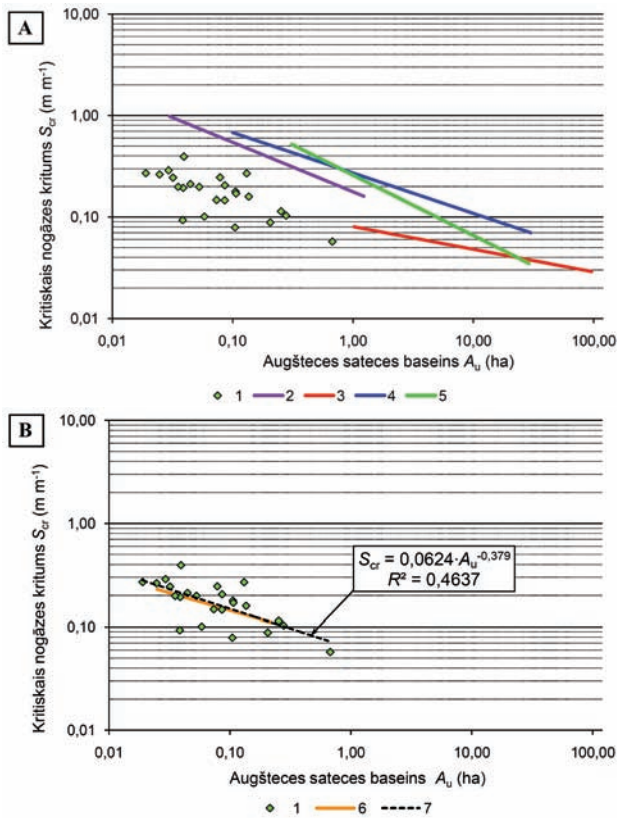 A
10,00
1,00
0,10
0,01
Kritiskais nogāzes kritums Scr (m m⁻¹)
0,01 0,10 1,00 10,00 100,00
Augšteces sateces baseins Au (ha)
1 2 3 4 5
B
10,00
1,00
0,10
0,01
Kritiskais nogāzes kritums Scr (m m⁻¹)
Scr = 0,0624·Au^-0,379
R² = 0,4637
0,01 0,10 1,00 10,00 100,00
Augšteces sateces baseins Au (ha)
1 6 7